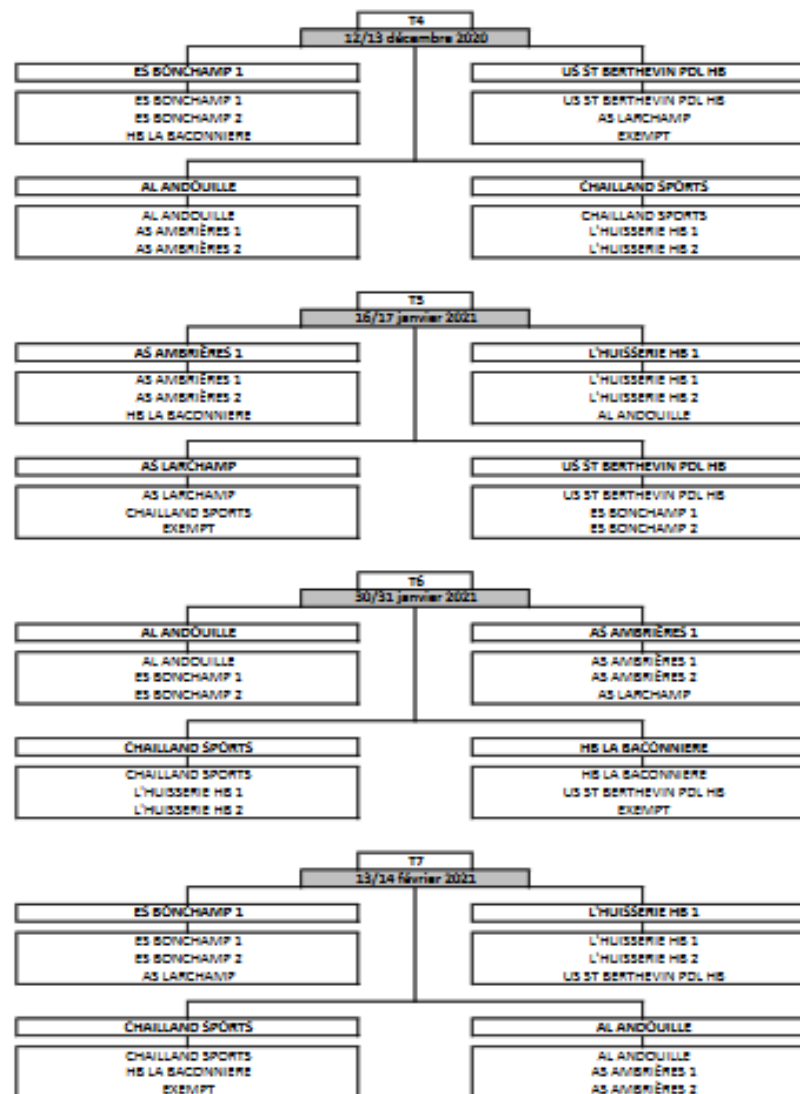 T4
12/13 décembre 2020
ES BONCHAMP 1
ES BONCHAMP 1
ES BONCHAMP 2
HB LA BACONNIERE
US ST BERTHEVIN PDL HB
US ST BERTHEVIN PDL HB
AS LARCHAMP
EXEMPT
AL ANDOUILLE
AL ANDOUILLE
AS AMBRIÈRES 1
AS AMBRIÈRES 2
CHAILLAND SPORTS
CHAILLAND SPORTS
L'HUISSERIE HB 1
L'HUISSERIE HB 2
T5
16/17 janvier 2021
AS AMBRIÈRES 1
AS AMBRIÈRES 1
AS AMBRIÈRES 2
HB LA BACONNIERE
L'HUISSERIE HB 1
L'HUISSERIE HB 1
L'HUISSERIE HB 2
AL ANDOUILLE
AS LARCHAMP
AS LARCHAMP
CHAILLAND SPORTS
EXEMPT
US ST BERTHEVIN PDL HB
US ST BERTHEVIN PDL HB
ES BONCHAMP 1
ES BONCHAMP 2
T6
30/31 janvier 2021
AL ANDOUILLE
AL ANDOUILLE
ES BONCHAMP 1
ES BONCHAMP 2
AS AMBRIÈRES 1
AS AMBRIÈRES 1
AS AMBRIÈRES 2
AS LARCHAMP
CHAILLAND SPORTS
CHAILLAND SPORTS
L'HUISSERIE HB 1
L'HUISSERIE HB 2
HB LA BACONNIERE
HB LA BACONNIERE
US ST BERTHEVIN PDL HB
EXEMPT
T7
13/14 février 2021
ES BONCHAMP 1
ES BONCHAMP 1
ES BONCHAMP 2
AS LARCHAMP
L'HUISSERIE HB 1
L'HUISSERIE HB 1
L'HUISSERIE HB 2
US ST BERTHEVIN PDL HB
CHAILLAND SPORTS
CHAILLAND SPORTS
HB LA BACONNIERE
EXEMPT
AL ANDOUILLE
AL ANDOUILLE
AS AMBRIÈRES 1
AS AMBRIÈRES 2